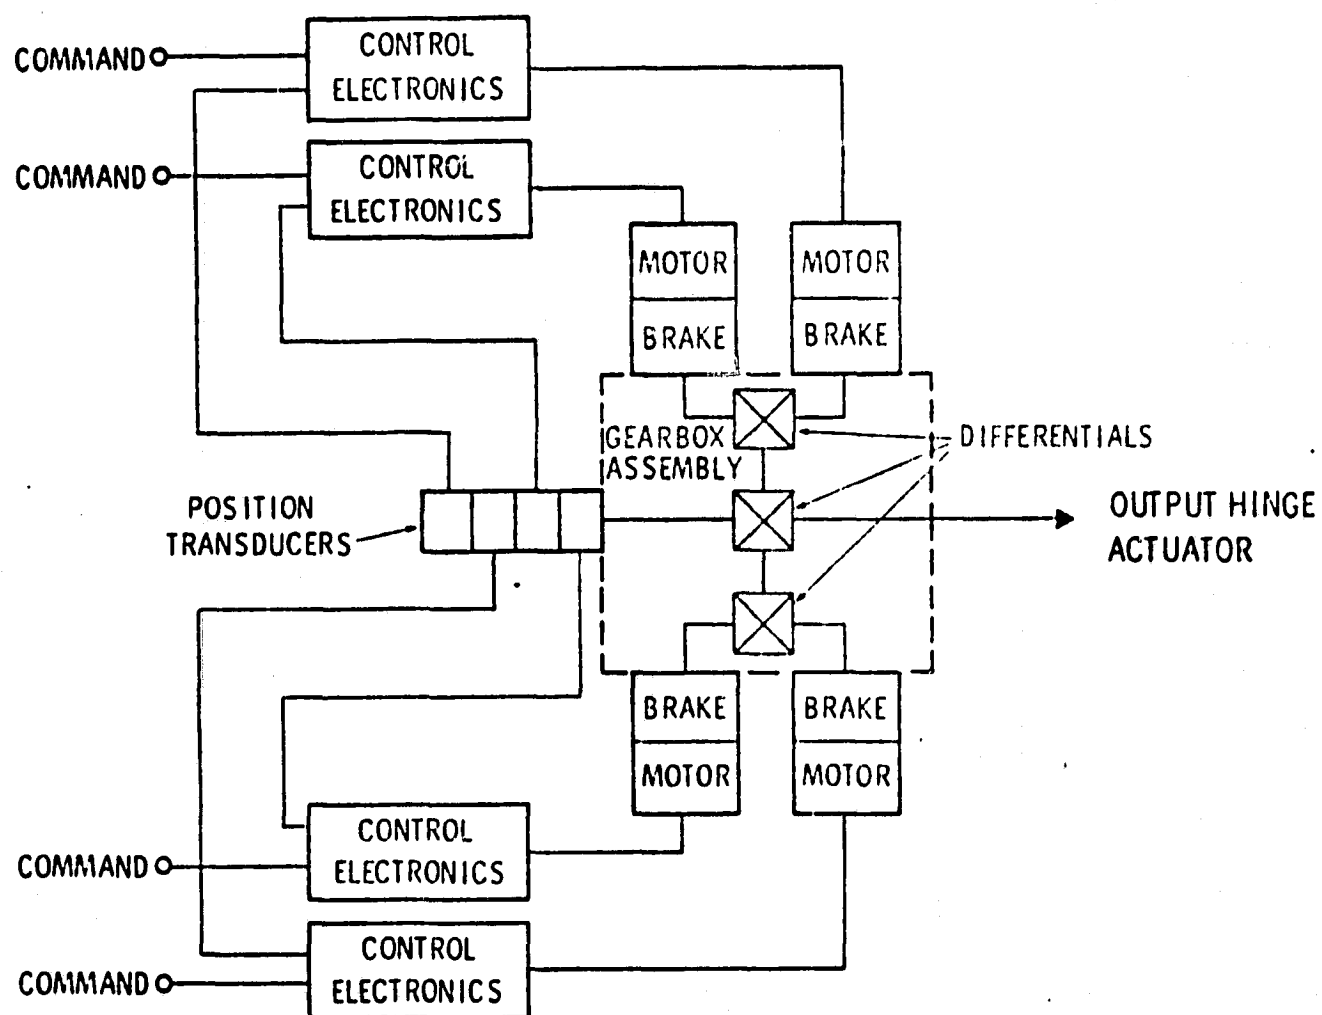 CONTROL
ELECTRONICS
COMMAND
CONTROL
ELECTRONICS
COMMAND
MOTOR
MOTOR
BRAKE
BRAKE
GEARBOX
ASSEMBLY
DIFFERENTIALS
POSITION
TRANSDUCERS
OUTPUT HINGE
ACTUATOR
BRAKE
BRAKE
MOTOR
MOTOR
CONTROL
ELECTRONICS
COMMAND
CONTROL
ELECTRONICS
COMMAND